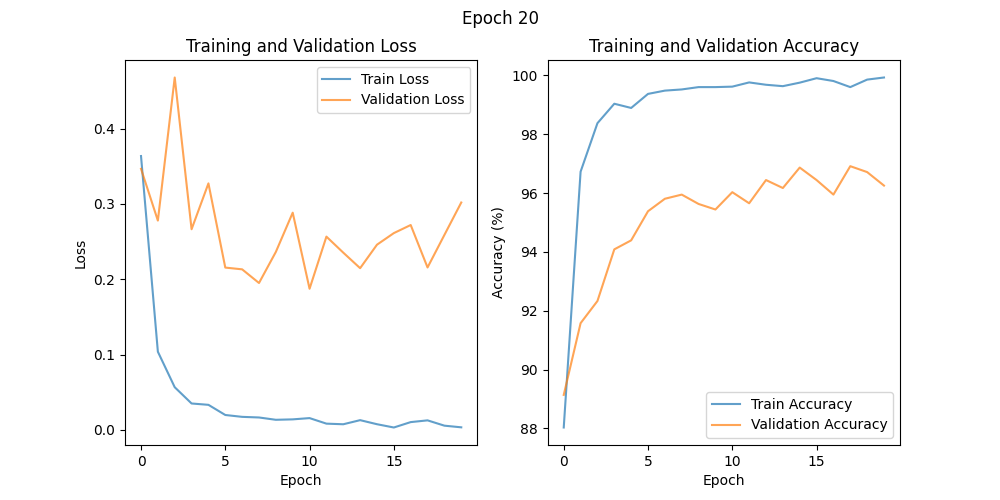 Epoch 20
Training and Validation Loss
Train Loss
Validation Loss
0.4
0.3
0.2
0.1
0.0
Loss
0
5
10
15
Epoch
Training and Validation Accuracy
100
98
96
94
92
90
88
Accuracy (%)
Train Accuracy
Validation Accuracy
0
5
10
15
Epoch